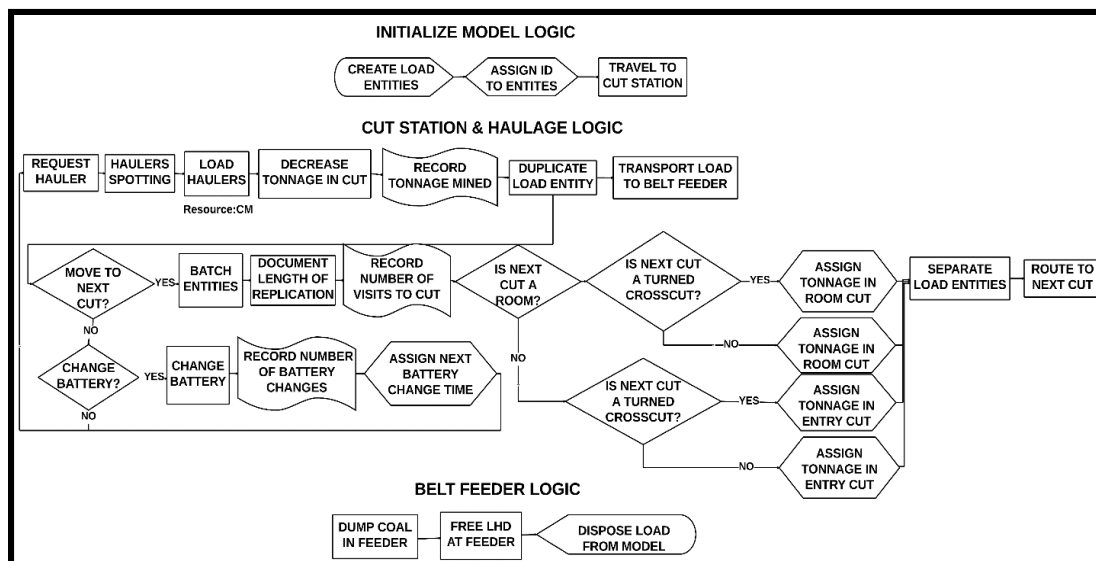 INITIALIZE MODEL LOGIC
CREATE LOAD
ENTITIES
ASSIGN ID
TO ENTITES
TRAVEL TO
CUT STATION
CUT STATION & HAULAGE LOGIC
REQUEST
HAULER
HAULERS
SPOTTING
LOAD
HAULERS
Resource:CM
DECREASE
TONNAGE IN CUT
RECORD
TONNAGE MINED
DUPLICATE
LOAD ENTITY
TRANSPORT LOAD
TO BELT FEEDER
MOVE TO
NEXT
CUT?
YES
BATCH
ENTITIES
DOCUMENT
LENGTH OF
REPLICATION
RECORD
NUMBER OF
VISITS TO CUT
IS NEXT
CUT A
ROOM?
IS NEXT CUT
A TURNED
CROSSCUT?
YES
ASSIGN
TONNAGE IN
ROOM CUT
SEPARATE
LOAD ENTITIES
ROUTE TO
NEXT CUT
NO
NO
NO
ASSIGN
TONNAGE IN
ROOM CUT
CHANGE
BATTERY?
YES
CHANGE
BATTERY
RECORD NUMBER
OF BATTERY
CHANGES
ASSIGN NEXT
BATTERY
CHANGE TIME
NO
IS NEXT CUT
A TURNED
CROSSCUT?
YES
ASSIGN
TONNAGE IN
ENTRY CUT
NO
ASSIGN
TONNAGE IN
ENTRY CUT
BELT FEEDER LOGIC
DUMP COAL
IN FEEDER
FREE LHD
AT FEEDER
DISPOSE LOAD
FROM MODEL